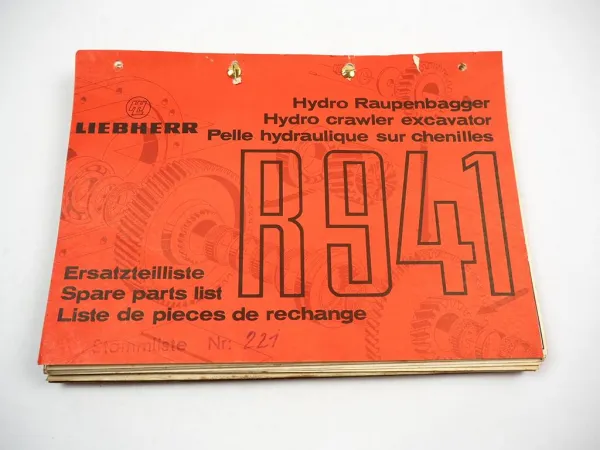 LIEBHERR
Hydro Raupenbagger
Hydro crawler excavator
Pelle hydraulique sur chenilles
R 941
Ersatzteilliste
Spare parts list
Liste de pieces de rechange
Stammliste Nr: 221